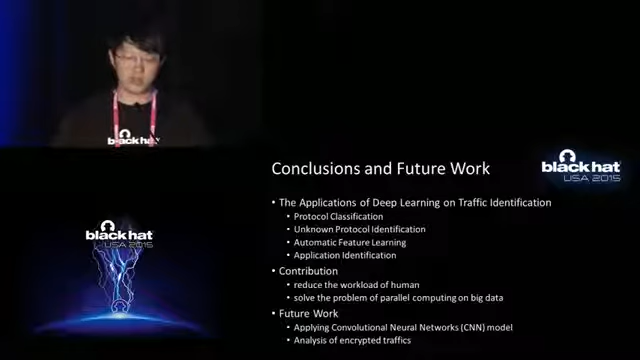 black hat
Conclusions and Future Work
black hat
USA 2015
• The Applications of Deep Learning on Traffic Identification
• Protocol Classification
• Unknown Protocol Identification
• Automatic Feature Learning
• Application Identification
• Contribution
• reduce the workload of human
• solve the problem of parallel computing on big data
• Future Work
• Applying Convolutional Neural Networks (CNN) model
• Analysis of encrypted traffics
black hat
USA 2015